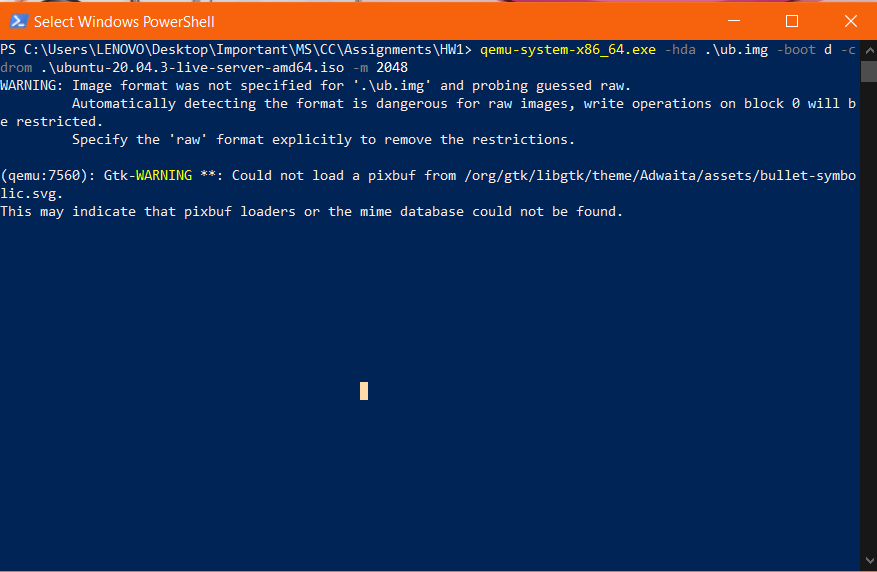 Select Windows PowerShell
PS C:\Users\LENOVO\Desktop\Important\MS\CC\Assignments\HW1> qemu-system-x86_64.exe -hda .\ub.img -boot d -c
drom .\ubuntu-20.04.3-live-server-amd64.iso -m 2048
WARNING: Image format was not specified for '.\ub.img' and probing guessed raw.
         Automatically detecting the format is dangerous for raw images, write operations on block 0 will b
e restricted.
         Specify the 'raw' format explicitly to remove the restrictions.

(qemu:7560): Gtk-WARNING **: Could not load a pixbuf from /org/gtk/libgtk/theme/Adwaita/assets/bullet-symbo
lic.svg.
This may indicate that pixbuf loaders or the mime database could not be found.